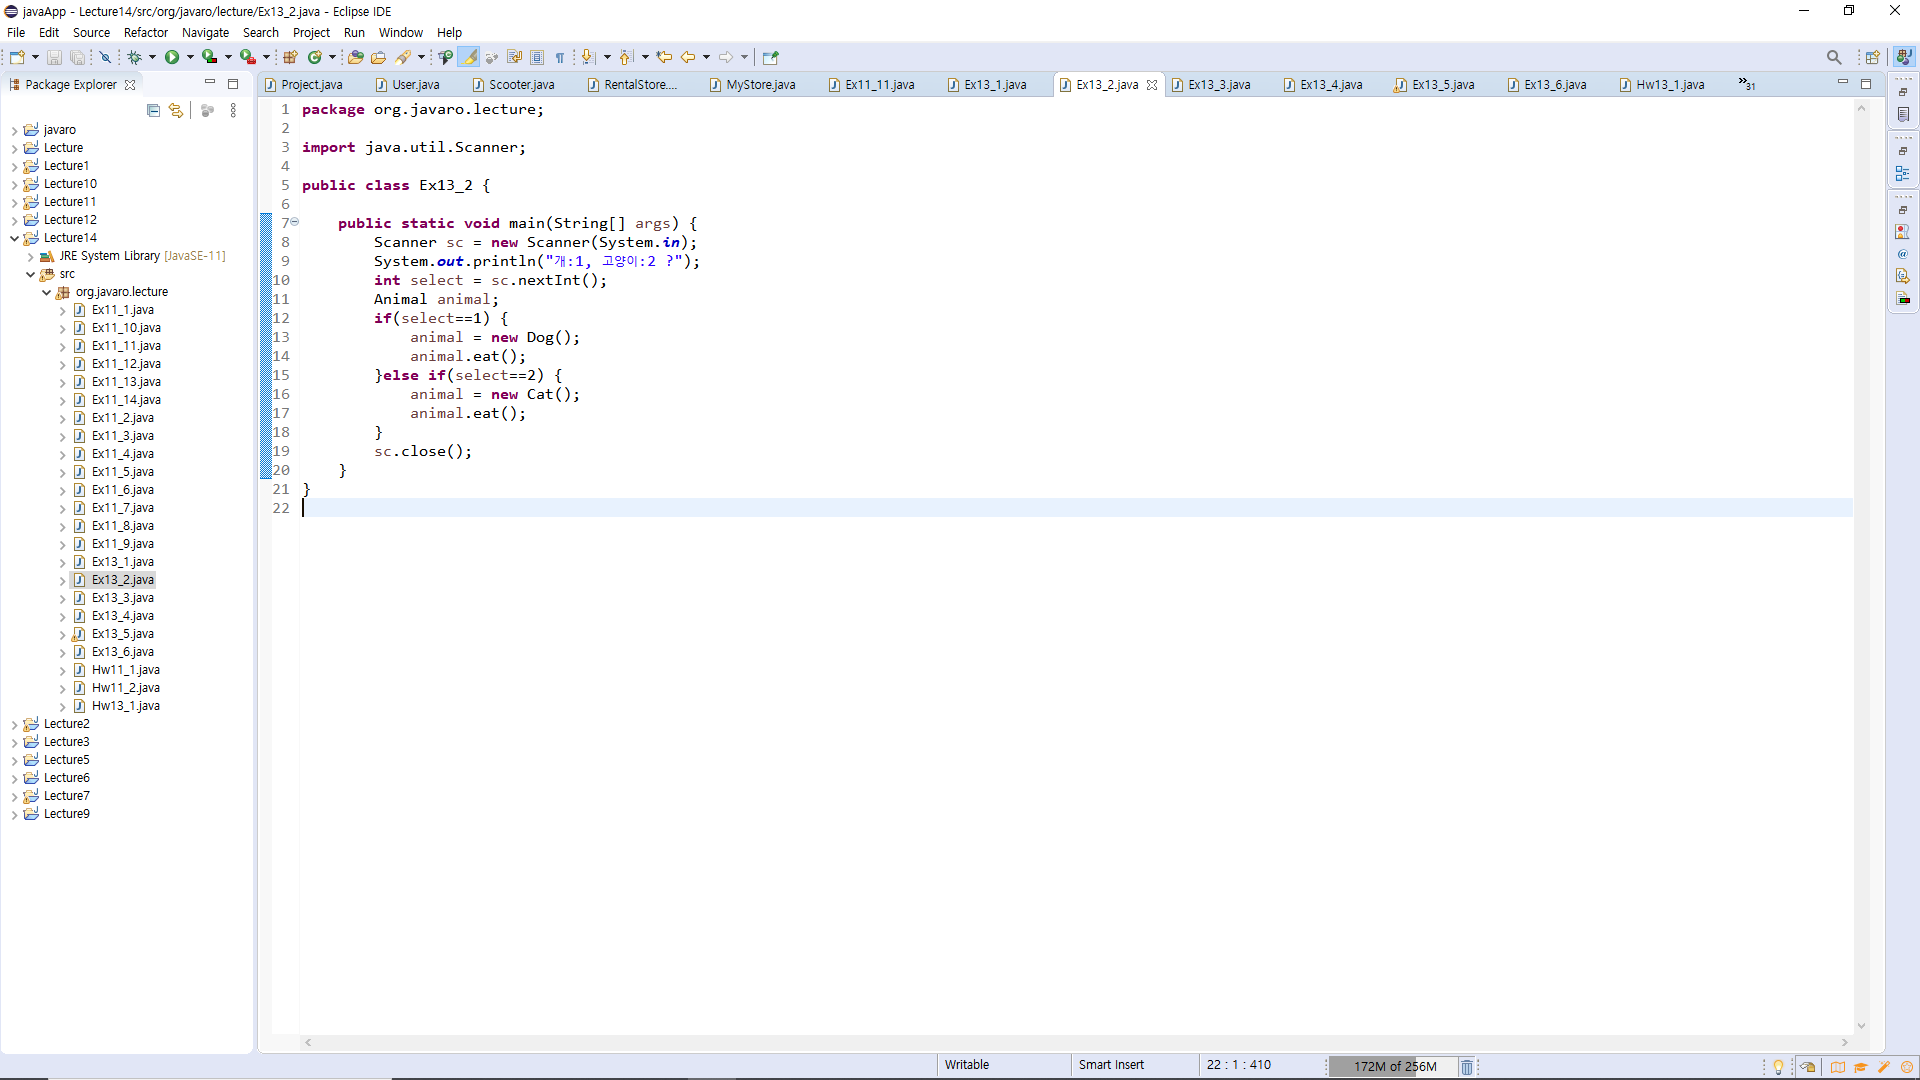 javaApp - Lecture14/src/org/javaro/lecture/Ex13_2.java - Eclipse IDE
File Edit Source Refactor Navigate Search Project Run Window Help
Package Explorer
Project.java User.java Scooter.java RentalStore.... MyStore.java Ex11_11.java Ex13_1.java Ex13_2.java Ex13_3.java Ex13_4.java Ex13_5.java Ex13_6.java Hw13_1.java »31
javaro
Lecture
Lecture1
Lecture10
Lecture11
Lecture12
Lecture14
JRE System Library [JavaSE-11]
src
org.javaro.lecture
Ex11_1.java
Ex11_10.java
Ex11_11.java
Ex11_12.java
Ex11_13.java
Ex11_14.java
Ex11_2.java
Ex11_3.java
Ex11_4.java
Ex11_5.java
Ex11_6.java
Ex11_7.java
Ex11_8.java
Ex11_9.java
Ex13_1.java
Ex13_2.java
Ex13_3.java
Ex13_4.java
Ex13_5.java
Ex13_6.java
Hw11_1.java
Hw11_2.java
Hw13_1.java
Lecture2
Lecture3
Lecture5
Lecture6
Lecture7
Lecture9
1 package org.javaro.lecture;
2
3 import java.util.Scanner;
4
5 public class Ex13_2 {
6
7     public static void main(String[] args) {
8         Scanner sc = new Scanner(System.in);
9         System.out.println("개:1, 고양이:2 ?");
10         int select = sc.nextInt();
11         Animal animal;
12         if(select==1) {
13             animal = new Dog();
14             animal.eat();
15         }else if(select==2) {
16             animal = new Cat();
17             animal.eat();
18         }
19         sc.close();
20     }
21 }
22
Writable Smart Insert 22 : 1 : 410 172M of 256M